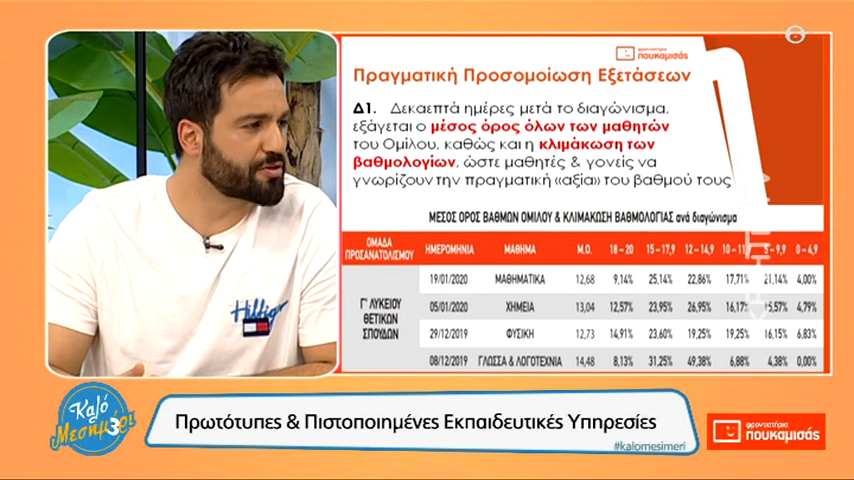 φροντιστήρια
πουκαμισάς
Πραγματική Προσομοίωση Εξετάσεων
Δ1. Δεκαεπτά ημέρες μετά το διαγώνισμα,
εξάγεται ο μέσος όρος όλων των μαθητών
του Ομίλου, καθώς και η κλιμάκωση των
βαθμολογίων, ώστε μαθητές & γονείς να
γνωρίζουν την πραγματική «αξία» του βαθμού τους
ΜΕΣΟΣ ΟΡΟΣ ΒΑΘΜΩΝ ΟΜΙΛΟΥ & ΚΛΙΜΑΚΩΣΗ ΒΑΘΜΟΛΟΓΙΑΣ ανά διαγώνισμα
ΟΜΑΔΑ ΠΡΟΣΑΝΑΤΟΛΙΣΜΟΥ ΗΜΕΡΟΜΗΝΙΑ ΜΑΘΗΜΑ Μ.Ο. 18 – 20 15 – 17,9 12 – 14,9 5 – 9,9 0 – 4,9
Γ' ΛΥΚΕΙΟΥ ΘΕΤΙΚΩΝ ΣΠΟΥΔΩΝ
19/01/2020 ΜΑΘΗΜΑΤΙΚΑ 12,68 9,14% 25,14% 22,86% 17,71% 21,14% 4,00%
05/01/2020 ΧΗΜΕΙΑ 13,04 12,57% 23,95% 26,95% 16,17% 15,57% 4,79%
29/12/2019 ΦΥΣΙΚΗ 12,73 14,91% 23,60% 19,25% 19,25% 16,15% 6,83%
08/12/2019 ΓΛΩΣΣΑ & ΛΟΓΟΤΕΧΝΙΑ 14,48 8,13% 31,25% 49,38% 6,88% 4,38% 0,00%
Hilfiger
Καλό
Μεσημέρι
3
Πρωτότυπες & Πιστοποιημένες Εκπαιδευτικές Υπηρεσίες
#kalomesimeri
φροντιστήρια
πουκαμισάς